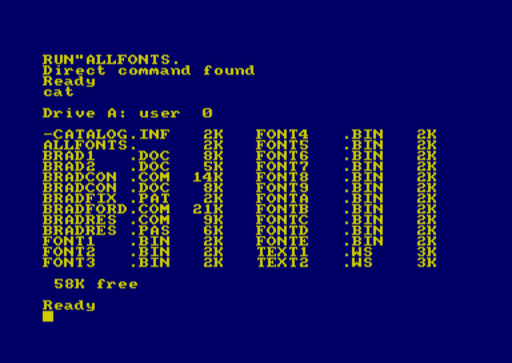 RUN"ALLFONTS.
Direct command found
Ready
cat
Drive A: user  0
-CATALOG.INF   2K   FONT4   .BIN   2K
ALLFONTS.      2K   FONT5   .BIN   2K
BRAD1   .DOC   8K   FONT6   .BIN   2K
BRAD2   .DOC   5K   FONT7   .BIN   2K
BRADCON .COM  14K   FONT8   .BIN   2K
BRADCON .DOC   8K   FONT9   .BIN   2K
BRADFIX .PAT   2K   FONTA   .BIN   2K
BRADFORD.COM  21K   FONTB   .BIN   2K
BRADRES .COM   9K   FONTC   .BIN   2K
BRADRES .PAS   6K   FONTD   .BIN   2K
FONT1   .BIN   2K   FONTE   .BIN   2K
FONT2   .BIN   2K   TEXT1   .WS    3K
FONT3   .BIN   2K   TEXT2   .WS    3K
58K free
Ready